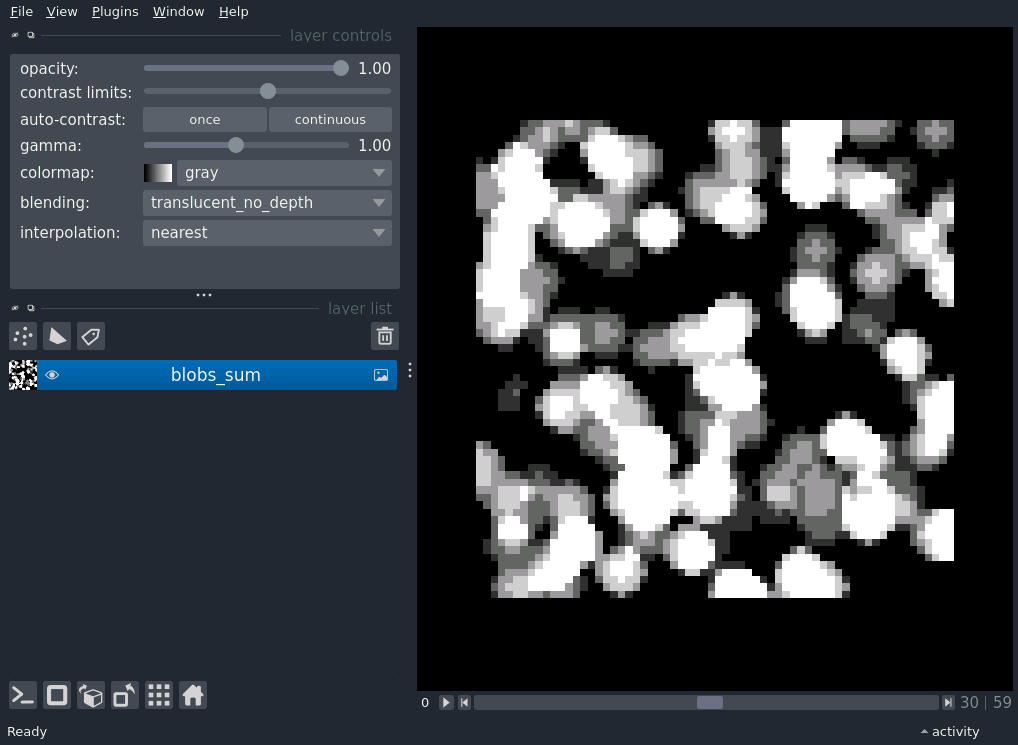 File View Plugins Window Help
layer controls
opacity: 1.00
contrast limits:
auto-contrast: once continuous
gamma: 1.00
colormap: gray
blending: translucent_no_depth
interpolation: nearest
layer list
blobs_sum
0 30 | 59
Ready activity